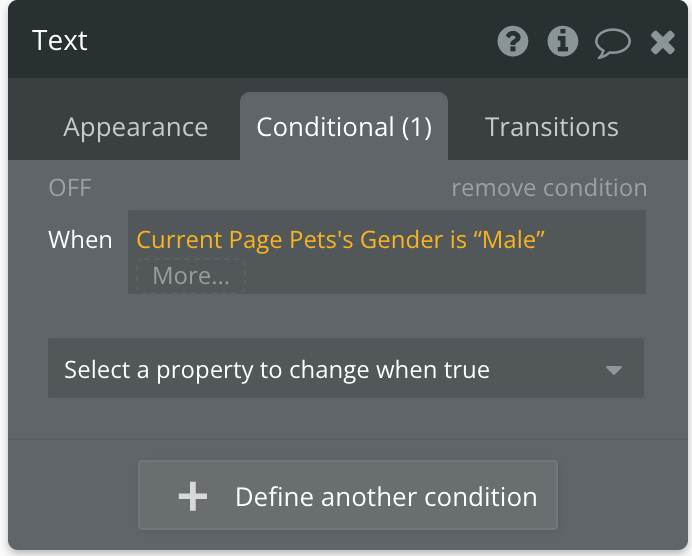 Text
Appearance
Conditional (1)
Transitions
OFF
remove condition
When
Current Page Pets's Gender is “Male”
More...
Select a property to change when true
Define another condition